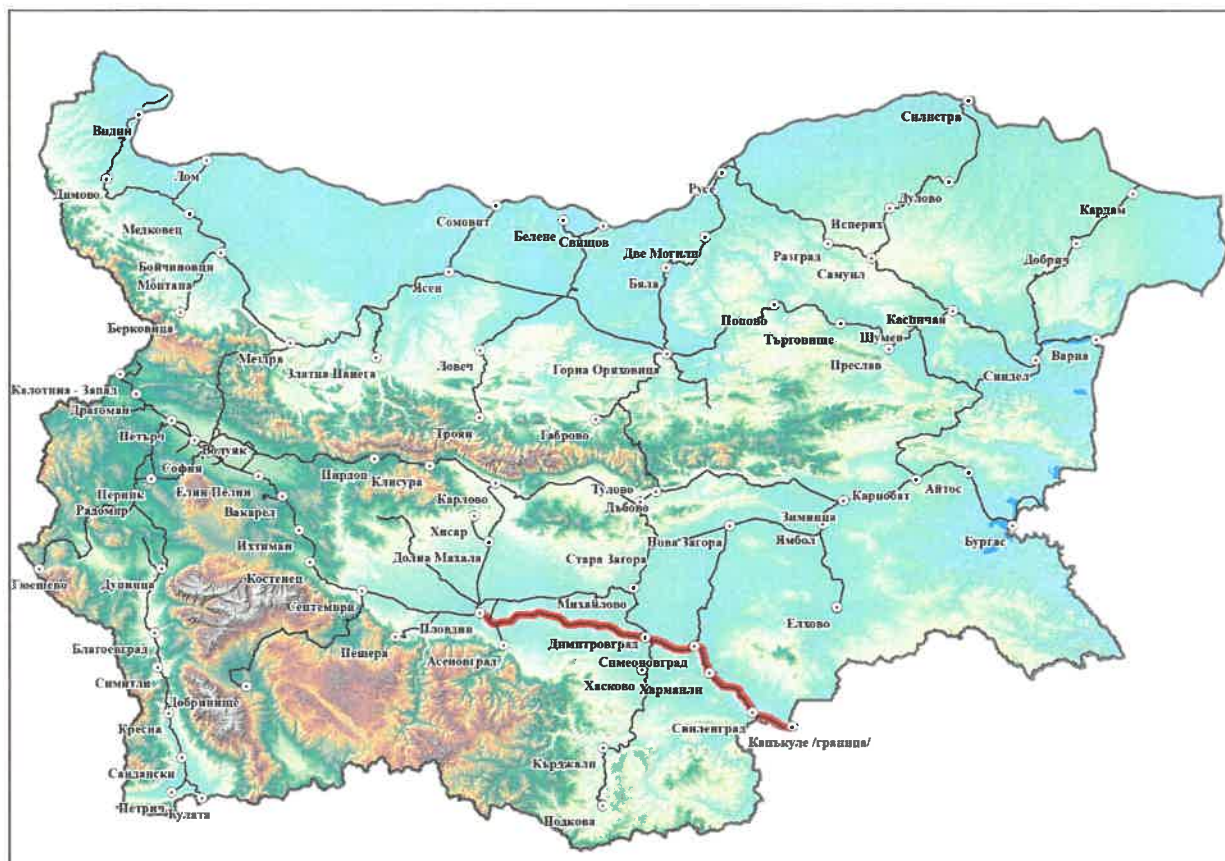 Видин
Силистра
Димово
Лом
Русе
Дулово
Кардам
Медковец
Сомовит
Белене
Свищов
Исперих
Две Могили
Разград
Самуил
Добрич
Бойчиновци
Монтана
Ясен
Бяла
Берковица
Попово
Каспичан
Търговище
Шумен
Мездра
Златна Панега
Ловеч
Горна Оряховица
Преслав
Синдел
Варна
Калотина - Запад
Драгоман
Петърч
Волуяк
Троян
Габрово
София
Пирдоп
Клисура
Перник
Елин Пелин
Карлово
Тулово
Дъбово
Карнобат
Айтос
Радомир
Вакарел
Хисар
Зимница
Ихтиман
Долна Махала
Нова Загора
Ямбол
Бургас
Стара Загора
Гюешево
Дупница
Костенец
Септември
Михайлово
Елхово
Пловдив
Димитровград
Благоевград
Пещера
Асеновград
Симеоновград
Симитли
Хасково
Харманли
Добринище
Кресна
Свиленград
Капъкуле /граница/
Сандански
Кърджали
Петрич
Кулата
Подкова